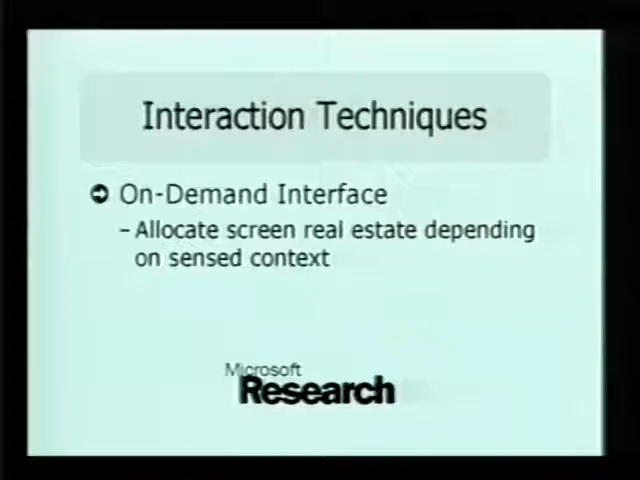 Interaction Techniques
On-Demand Interface
– Allocate screen real estate depending
on sensed context
Microsoft
Research